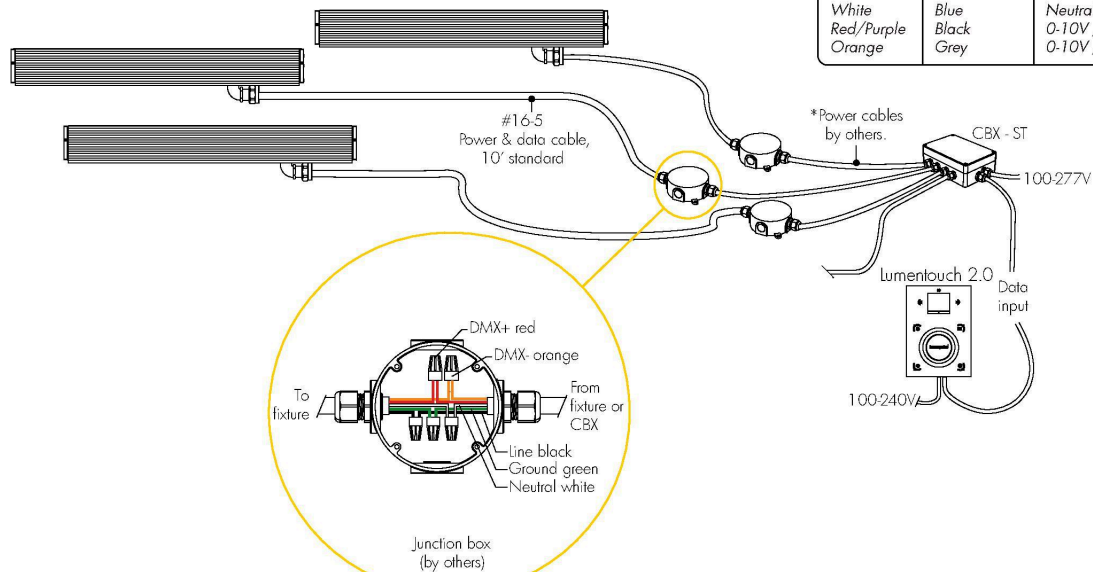 White Blue Neutra
Red/Purple Black 0-10V
Orange Grey 0-10V
#16-5
Power & data cable,
10' standard
*Power cables
by others.
CBX - ST
100-277V
Lumentouch 2.0
Data
input
100-240V
DMX+ red
DMX- orange
To
fixture
From
fixture or
CBX
Line black
Ground green
Neutral white
Junction box
(by others)